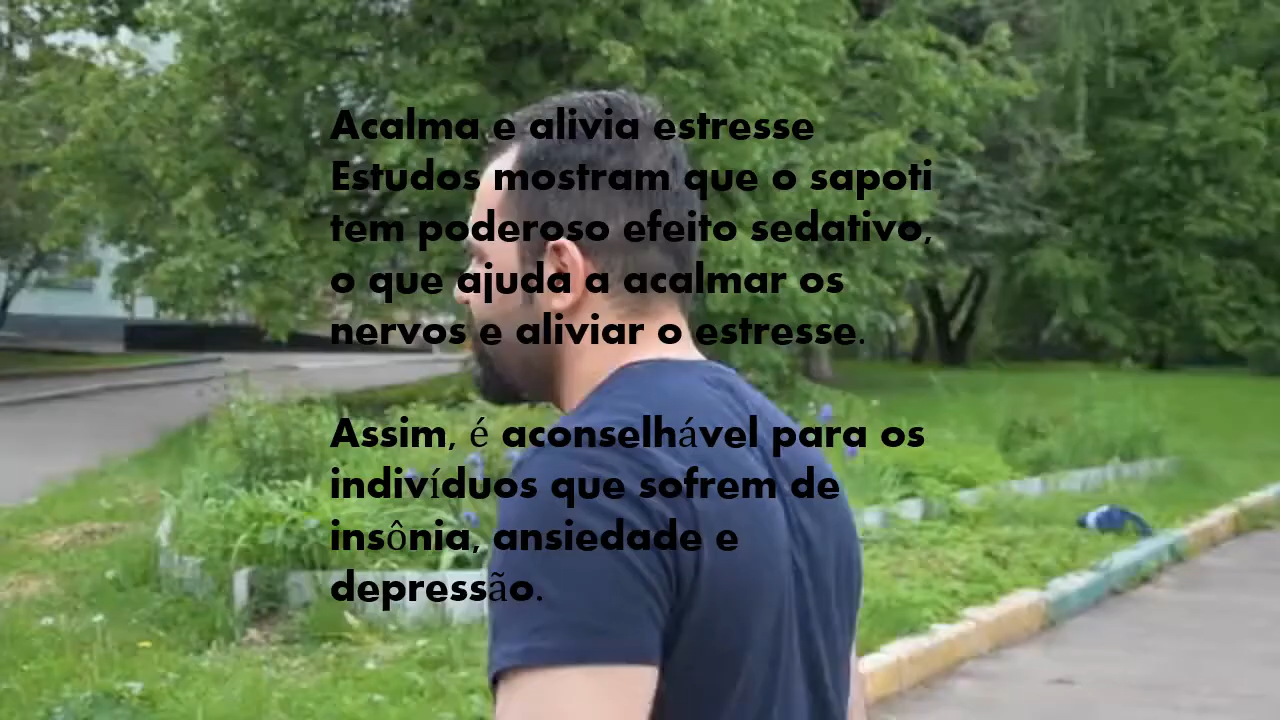 Acalma e alivia estresse
Estudos mostram que o sapoti
tem poderoso efeito sedativo,
o que ajuda a acalmar os
nervos e aliviar o estresse.
Assim, é aconselhável para os
indivíduos que sofrem de
insônia, ansiedade e
depressão.